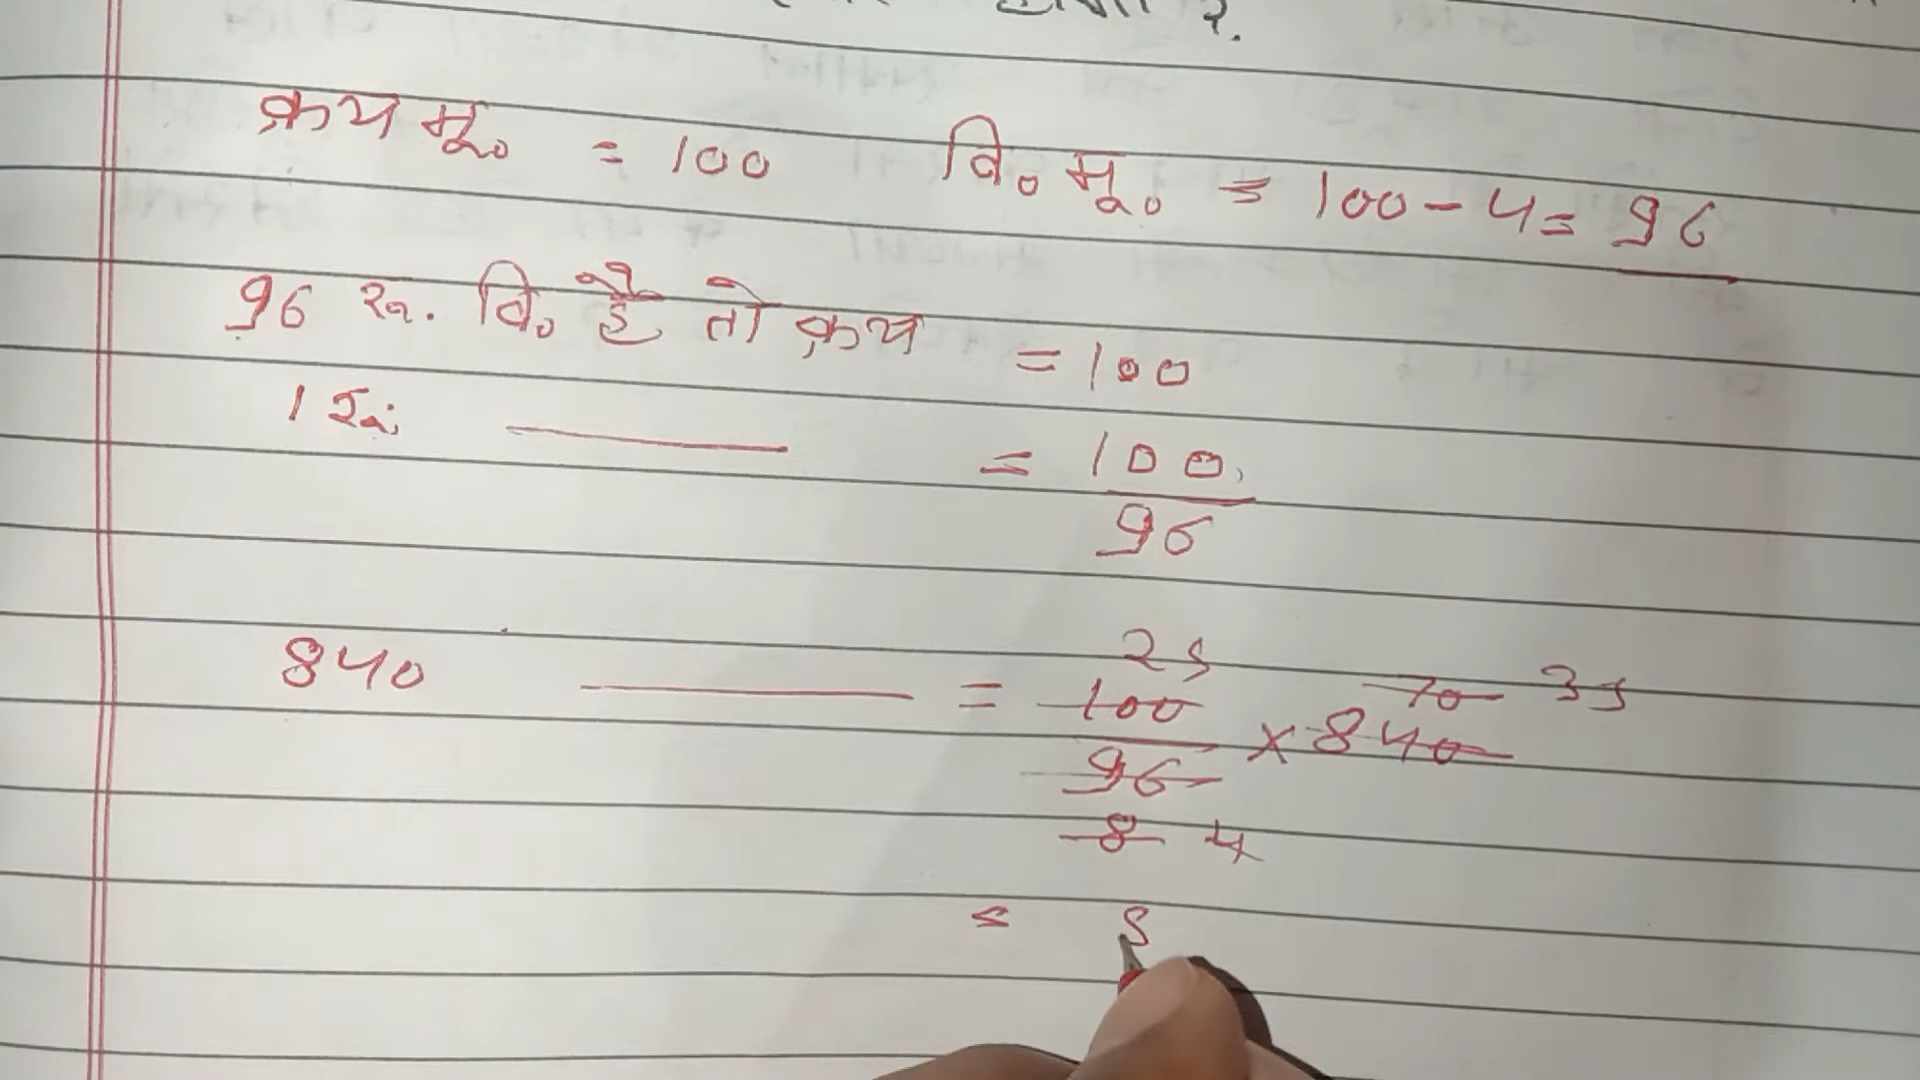 क्रय मू० = 100 वि० मू० = 100 - 4 = 96
96 रू. वि० है तो क्रय = 100
1 रू. ——— = 100
96
25
840 ——— = 100 × 840 70 35
96
8 4
= 5